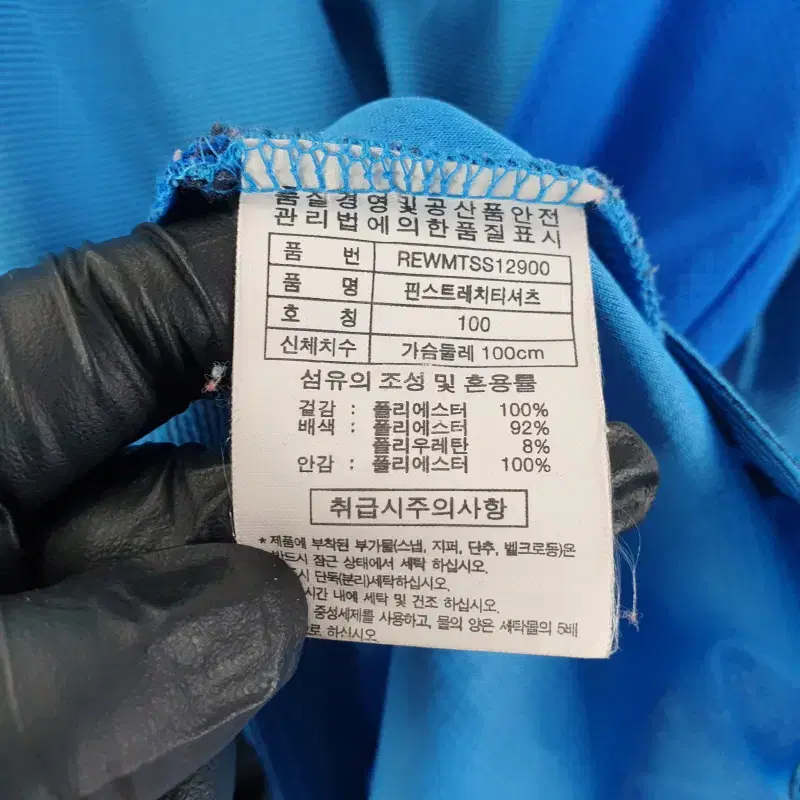 품질경영및공산품안전
관리법에의한품질표시
품 번 REWMTSS12900
품 명 핀스트레치티셔츠
호 칭 100
신체치수 가슴둘레 100cm
섬유의 조성 및 혼용률
겉감 : 폴리에스터 100%
배색 : 폴리에스터 92%
폴리우레탄 8%
안감 : 폴리에스터 100%
취급시주의사항
* 제품에 부착된 부가물(스냅, 지퍼, 단추, 벨크로등)은
반드시 잠근 상태에서 세탁 하십시오.
단독(분리)세탁하십시오.
시간 내에 세탁 및 건조 하십시오.
중성세제를 사용하고, 물의 양은 세탁물의 5배
로 하십시오